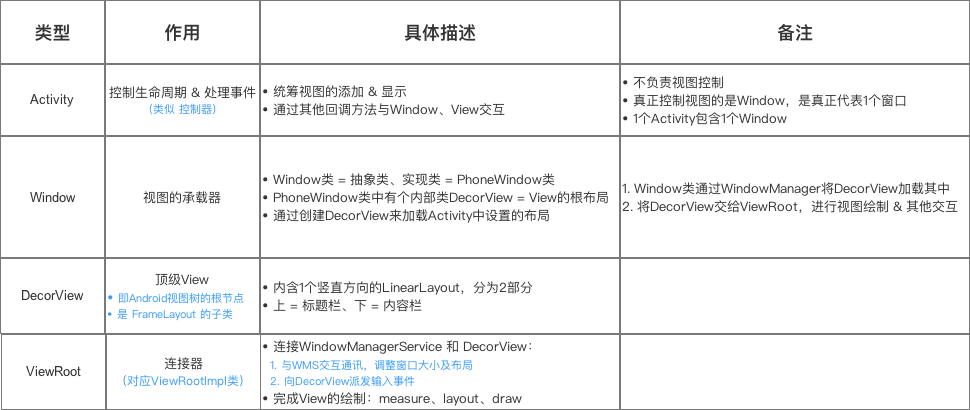 类型
作用
具体描述
备注
Activity
控制生命周期 & 处理事件
（类似 控制器）
• 统筹视图的添加 & 显示
• 通过其他回调方法与Window、View交互
• 不负责视图控制
• 真正控制视图的是Window，是真正代表1个窗口
• 1个Activity包含1个Window
Window
视图的承载器
• Window类 = 抽象类、实现类 = PhoneWindow类
• PhoneWindow类中有个内部类DecorView = View的根布局
• 通过创建DecorView来加载Activity中设置的布局
1. Window类通过WindowManager将DecorView加载其中
2. 将DecorView交给ViewRoot，进行视图绘制 & 其他交互
DecorView
顶级View
• 即Android视图树的根节点
• 是 FrameLayout 的子类
• 内含1个竖直方向的LinearLayout，分为2部分
• 上 = 标题栏、下 = 内容栏
ViewRoot
连接器
（对应ViewRootImpl类）
• 连接WindowManagerService 和 DecorView：
1. 与WMS交互通讯，调整窗口大小及布局
2. 向DecorView派发输入事件
• 完成View的绘制：measure、layout、draw